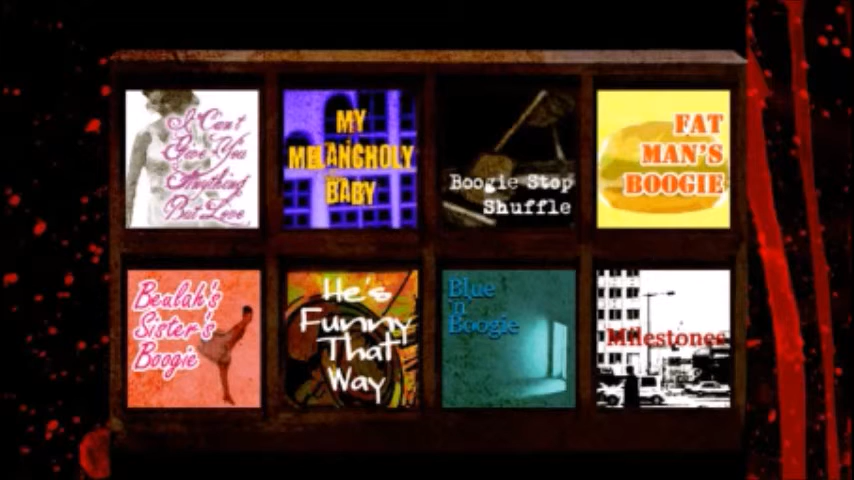 I Can't
Give You
Anything
But Love
MY
MELANCHOLY
BABY
Boogie Stop
Shuffle
FAT
MAN'S
BOOGIE
Beulah's
Sister's
Boogie
He's
Funny
That
Way
Blue
'n'
Boogie
Milestones